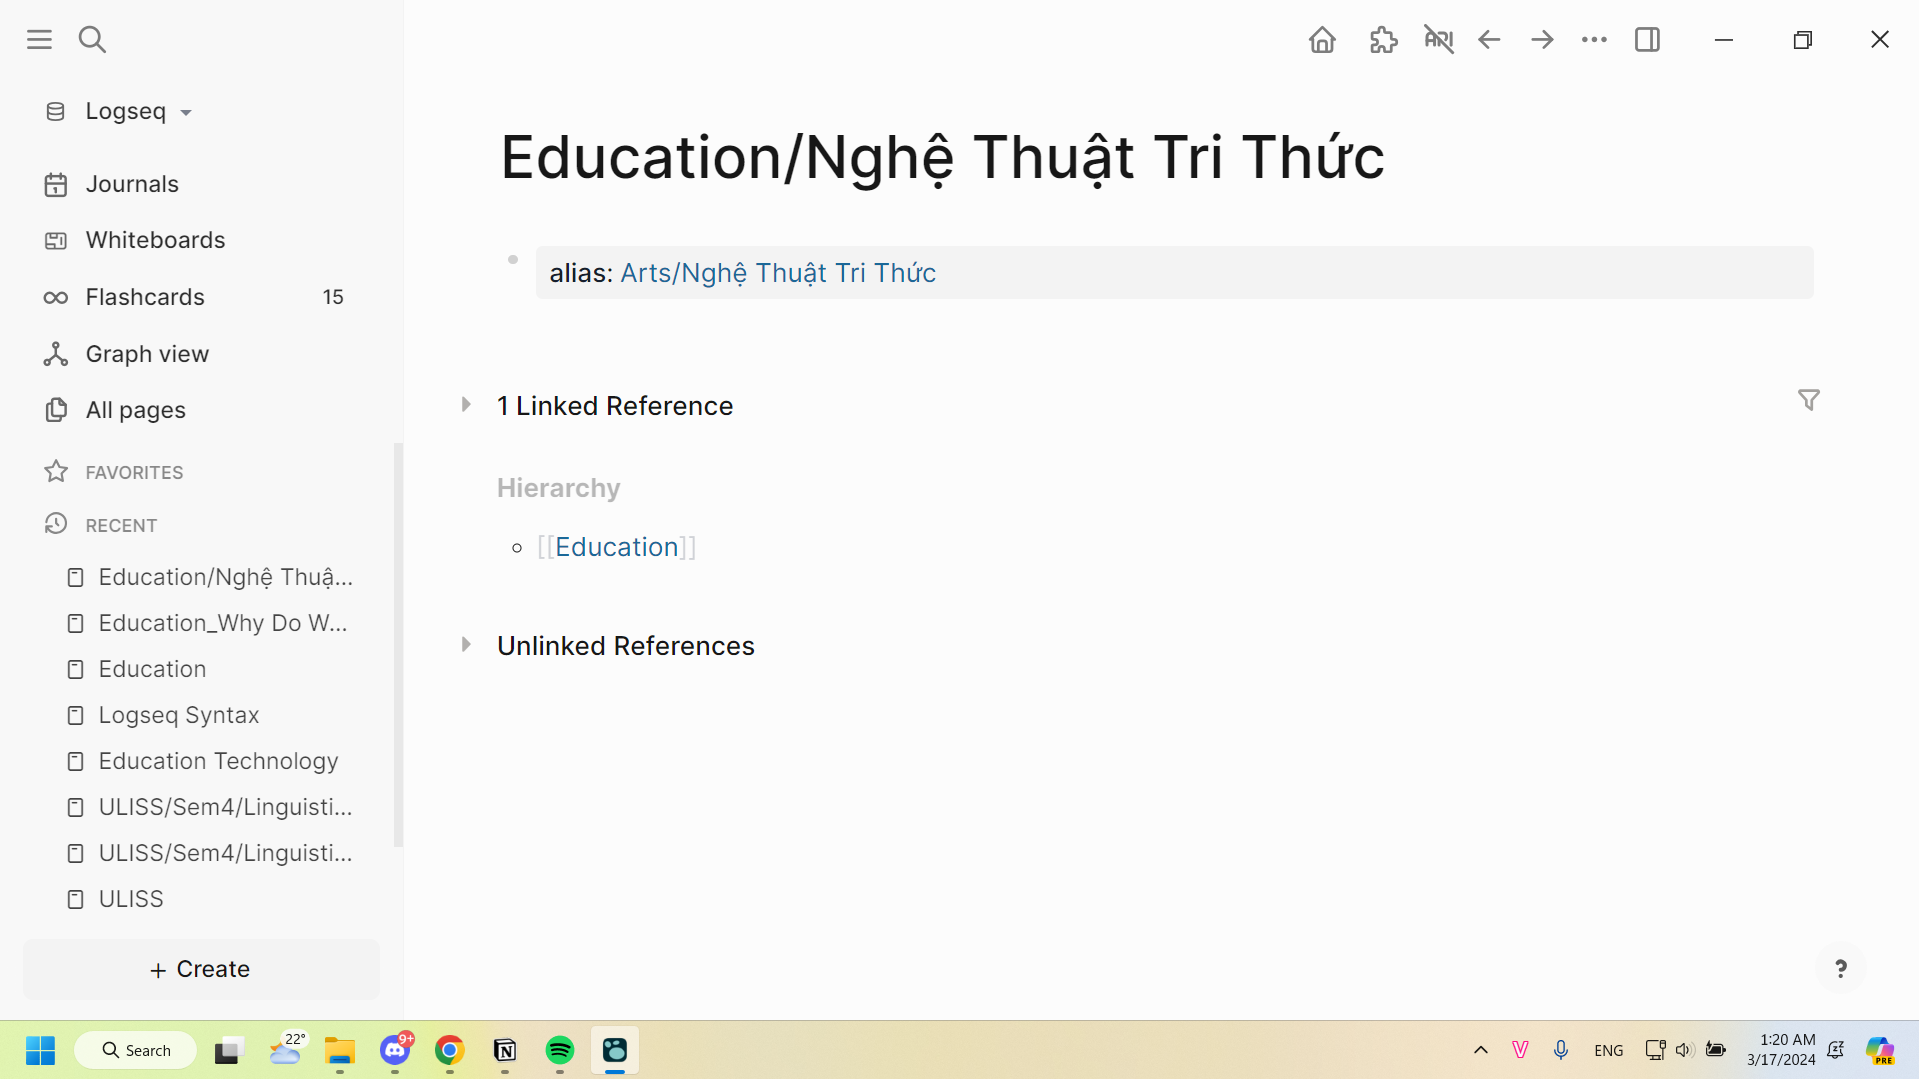 Logseq
Journals
Whiteboards
Flashcards 15
Graph view
All pages
FAVORITES
RECENT
Education/Nghệ Thuậ...
Education_Why Do W...
Education
Logseq Syntax
Education Technology
ULISS/Sem4/Linguisti...
ULISS/Sem4/Linguisti...
ULISS
+ Create
API
Education/Nghệ Thuật Tri Thức
alias: Arts/Nghệ Thuật Tri Thức
1 Linked Reference
Hierarchy
[[Education]]
Unlinked References
?
Search
22°
9+
ENG
1:20 AM
3/17/2024
PRE